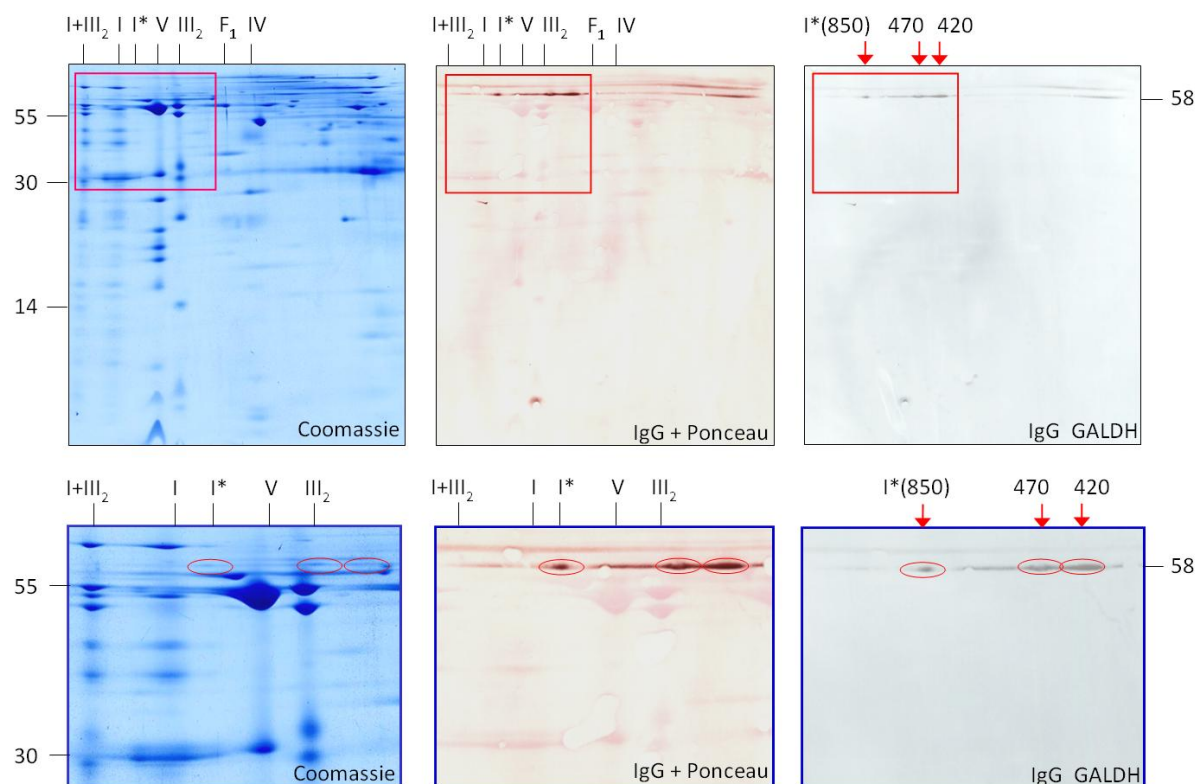 I+III₂ I I* V III₂ F₁ IV
I+III₂ I I* V III₂ F₁ IV
I*(850) 470 420
55
30
14
58
Coomassie
IgG + Ponceau
IgG GALDH
I+III₂ I I* V III₂
I+III₂ I I* V III₂
I*(850) 470 420
55
30
58
Coomassie
IgG + Ponceau
IgG GALDH